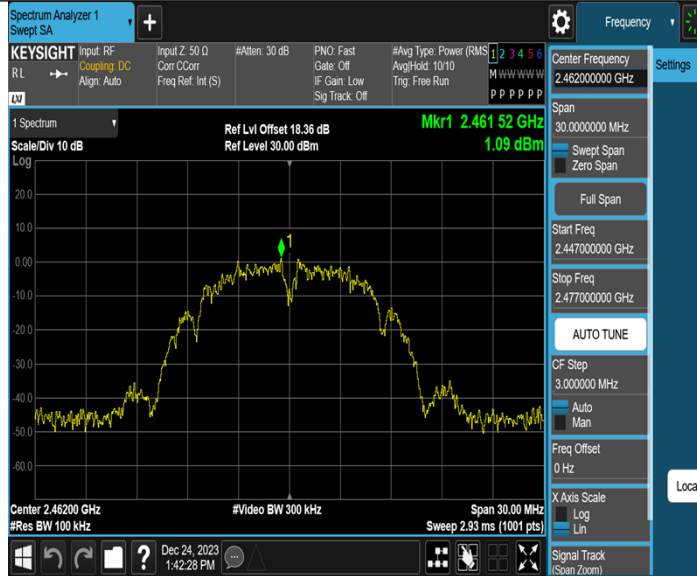 Spectrum Analyzer 1
Swept SA
+
Frequency
KEYSIGHT
RL
LXI
Input: RF
Coupling: DC
Align: Auto
Input Z: 50 Ω
Corr CCorr
Freq Ref: Int (S)
#Atten: 30 dB
PNO: Fast
Gate: Off
IF Gain: Low
Sig Track: Off
#Avg Type: Power (RMS
Avg|Hold: 10/10
Trig: Free Run
1 2 3 4 5 6
M W W W W W
P P P P P P
1 Spectrum
Scale/Div 10 dB
Ref Lvl Offset 18.36 dB
Ref Level 30.00 dBm
Mkr1 2.461 52 GHz
1.09 dBm
Log
20.0
10.0
0.00
-10.0
-20.0
-30.0
-40.0
-50.0
-60.0
1
Center 2.46200 GHz
#Res BW 100 kHz
#Video BW 300 kHz
Span 30.00 MHz
Sweep 2.93 ms (1001 pts)
?
Dec 24, 2023
1:42:28 PM
Center Frequency
2.462000000 GHz
Span
30.0000000 MHz
Swept Span
Zero Span
Full Span
Start Freq
2.447000000 GHz
Stop Freq
2.477000000 GHz
AUTO TUNE
CF Step
3.000000 MHz
Auto
Man
Freq Offset
0 Hz
X Axis Scale
Log
Lin
Signal Track
(Span Zoom)
Settings
Loca